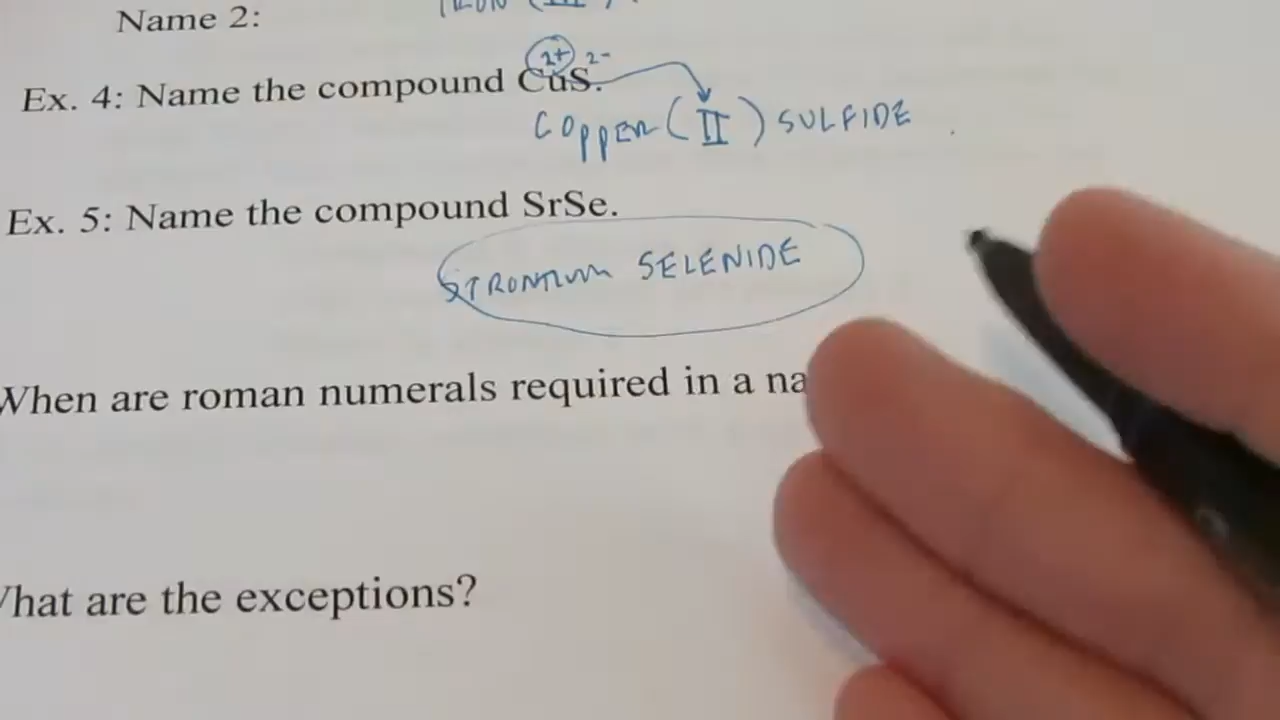 Name 2:
2+ 2-
Ex. 4: Name the compound CuS.
COPPER (II) SULFIDE
Ex. 5: Name the compound SrSe.
STRONTIUM SELENIDE
When are roman numerals required in a na
What are the exceptions?